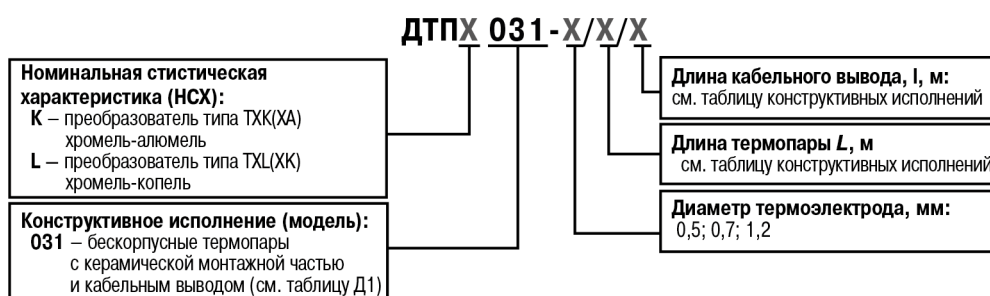 ДТПХ 031-Х/Х/Х
Номинальная стистическая
характеристика (НСХ):
К – преобразователь типа ТХК(ХА)
хромель-алюмель
L – преобразователь типа ТХL(ХК)
хромель-копель
Конструктивное исполнение (модель):
031 – бескорпусные термопары
с керамической монтажной частью
и кабельным выводом (см. таблицу Д1)
Длина кабельного вывода, l, м:
см. таблицу конструктивных исполнений
Длина термопары L, м
см. таблицу конструктивных исполнений
Диаметр термоэлектрода, мм:
0,5; 0,7; 1,2